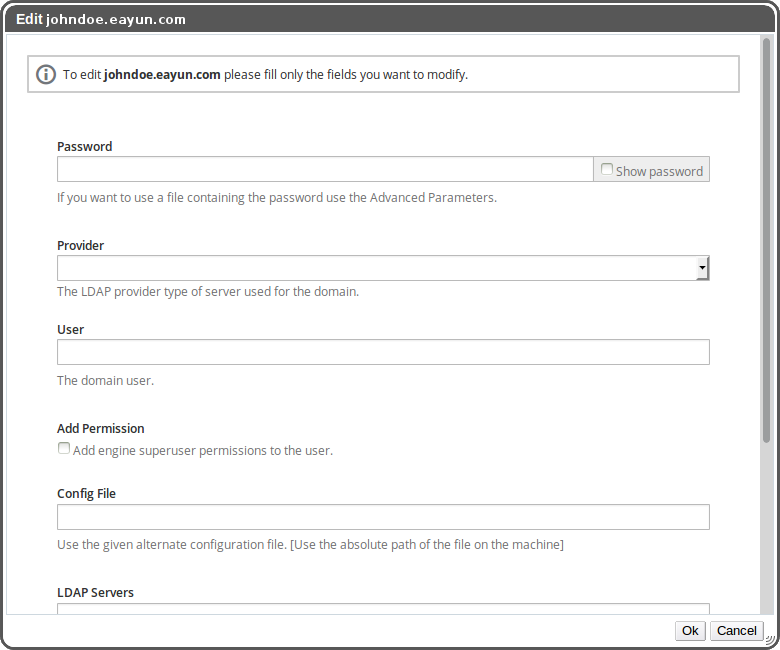 Edit johndoe.eayun.com
To edit johndoe.eayun.com please fill only the fields you want to modify.
Password
Show password
If you want to use a file containing the password use the Advanced Parameters.
Provider
The LDAP provider type of server used for the domain.
User
The domain user.
Add Permission
Add engine superuser permissions to the user.
Config File
Use the given alternate configuration file. [Use the absolute path of the file on the machine]
LDAP Servers
Ok Cancel